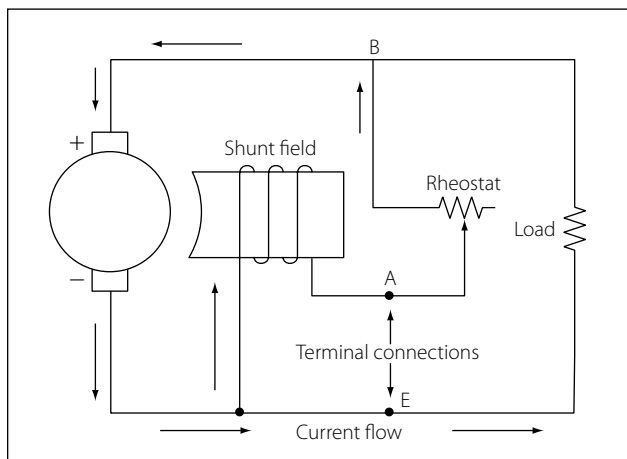 B
+
Shunt field
Rheostat
Load
−
A
Terminal connections
E
Current flow